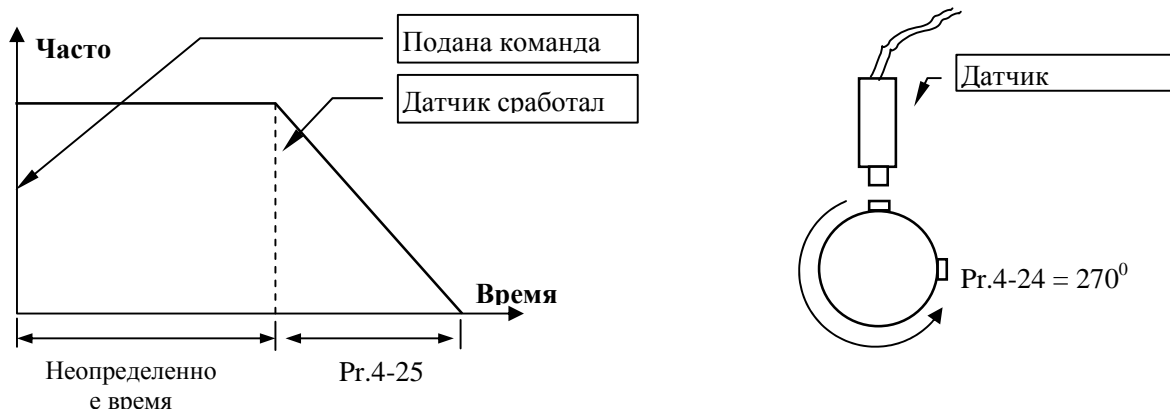 Часто
Подана команда
Датчик сработал
Время
Неопределенно
е время
Pr.4-25
Датчик
Pr.4-24 = 270⁰